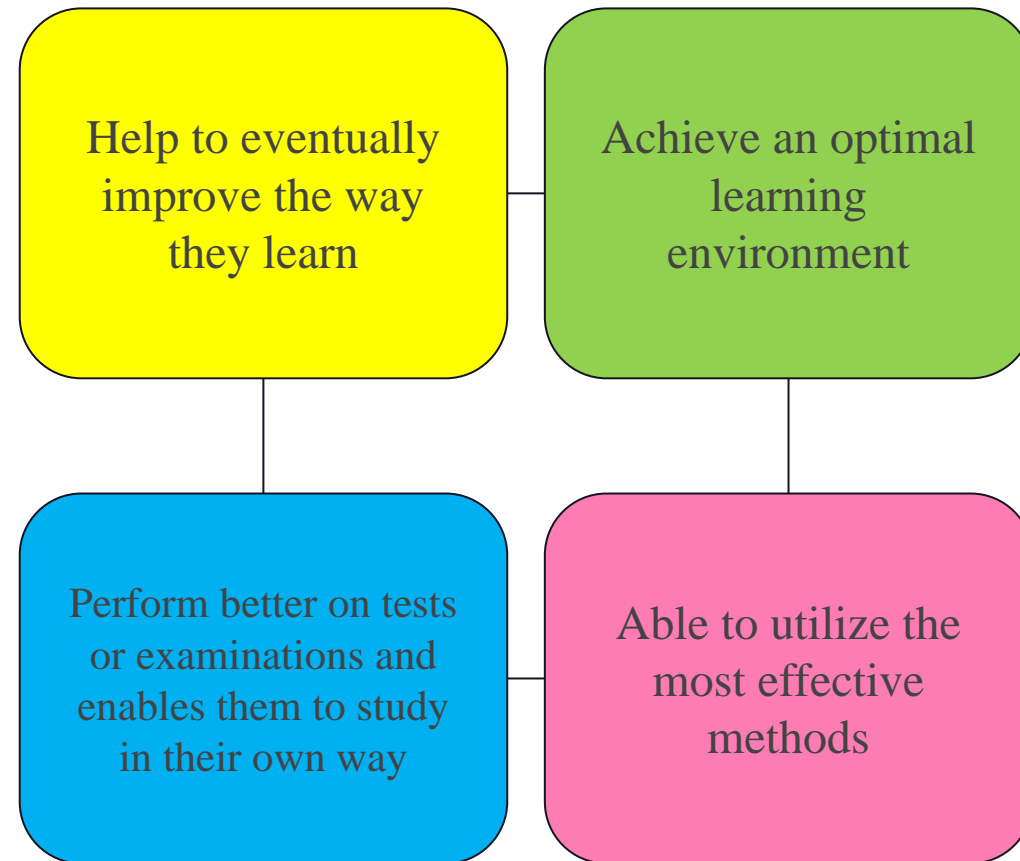 Help to eventually
improve the way
they learn
Achieve an optimal
learning
environment
Perform better on tests
or examinations and
enables them to study
in their own way
Able to utilize the
most effective
methods